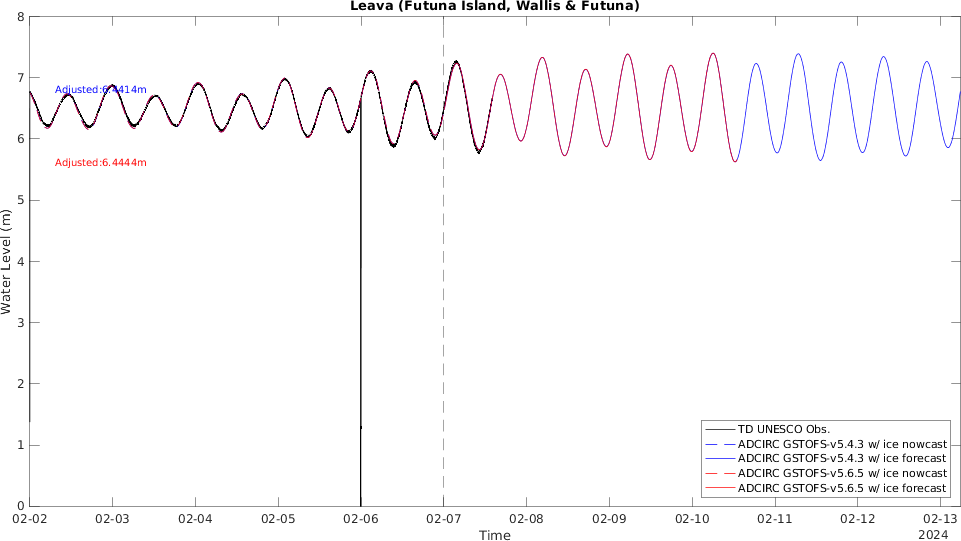 Leava (Futuna Island, Wallis & Futuna)
8
7
6
5
4
3
2
1
0
Water Level (m)
Adjusted:6.4414m
Adjusted:6.4444m
TD UNESCO Obs.
ADCIRC GSTOFS-v5.4.3 w/ ice nowcast
ADCIRC GSTOFS-v5.4.3 w/ ice forecast
ADCIRC GSTOFS-v5.6.5 w/ ice nowcast
ADCIRC GSTOFS-v5.6.5 w/ ice forecast
02-02 02-03 02-04 02-05 02-06 02-07 02-08 02-09 02-10 02-11 02-12 02-13
Time
2024